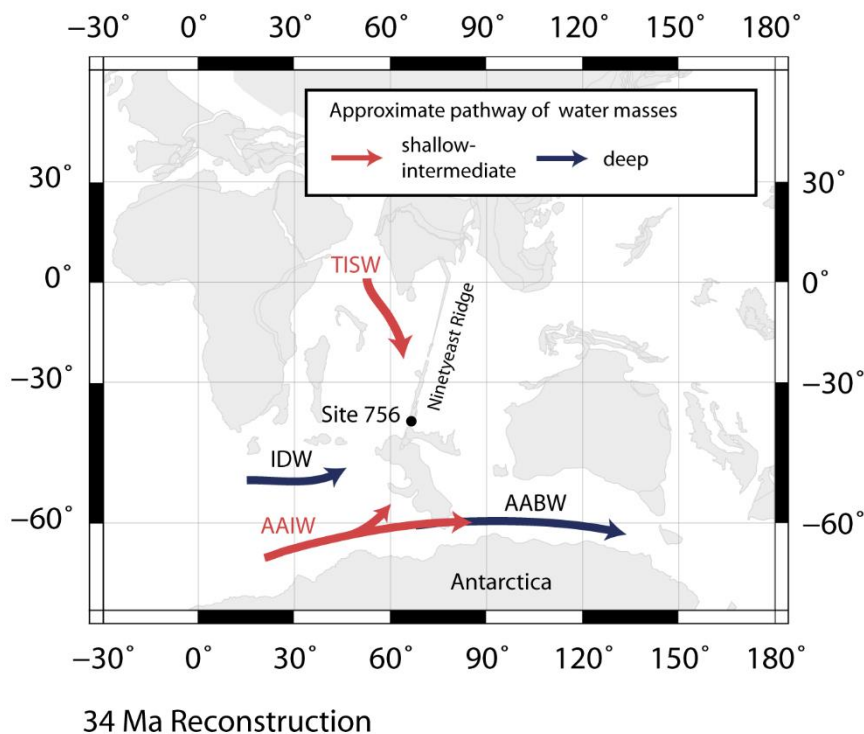 −30˚ 0˚ 30˚ 60˚ 90˚ 120˚ 150˚ 180˚
Approximate pathway of water masses
shallow-
intermediate
deep
30˚ 30˚
TISW
0˚ 0˚
Ninetyeast Ridge
−30˚ −30˚
Site 756
IDW
AAIW
AABW
−60˚ −60˚
Antarctica
−30˚ 0˚ 30˚ 60˚ 90˚ 120˚ 150˚ 180˚
34 Ma Reconstruction